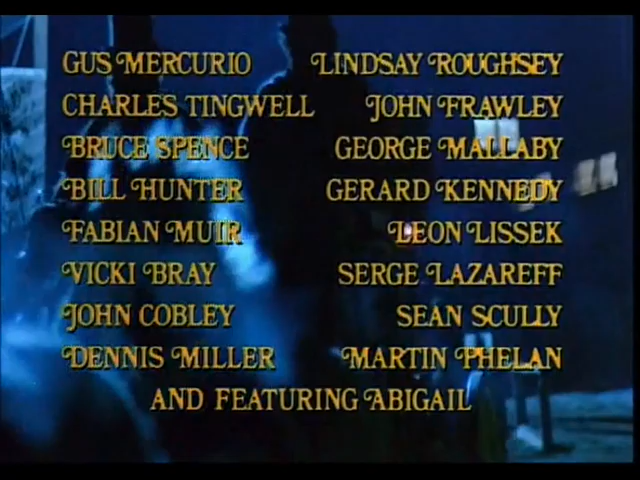 GUS MERCURIO LINDSAY ROUGHSEY
CHARLES TINGWELL JOHN FRAWLEY
BRUCE SPENCE GEORGE MALLABY
BILL HUNTER GERARD KENNEDY
FABIAN MUIR LEON LISSEK
VICKI BRAY SERGE LAZAREFF
JOHN COBLEY SEAN SCULLY
DENNIS MILLER MARTIN PHELAN
AND FEATURING ABIGAIL